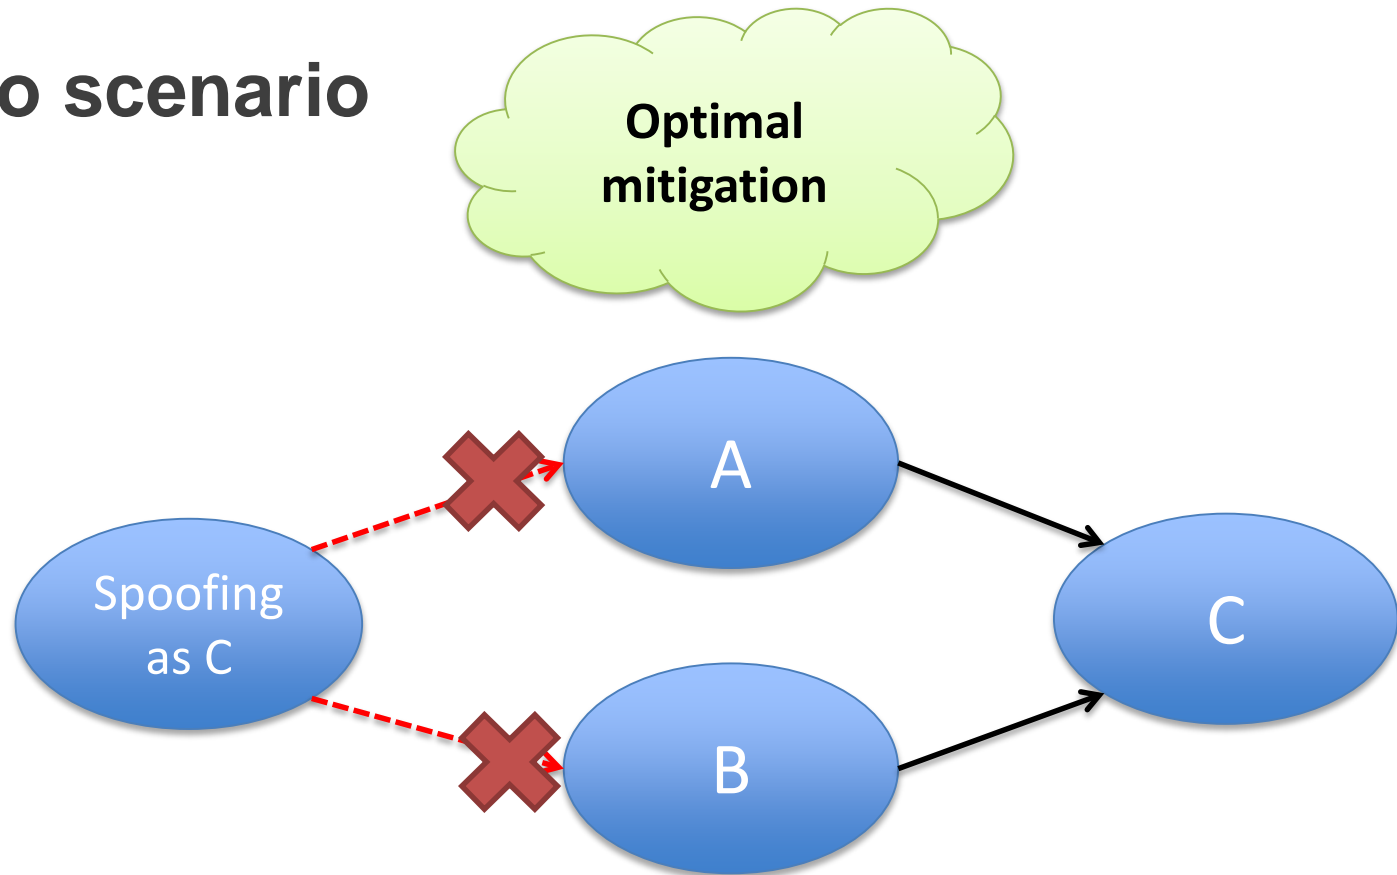 o scenario
Optimal
mitigation
A
Spoofing
as C
C
B